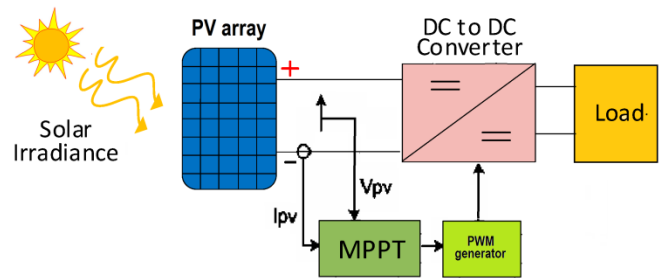 PV array
DC to DC
Converter
+
Solar
Irradiance
Load
-
Vpv
Ipv
MPPT
PWM
generator